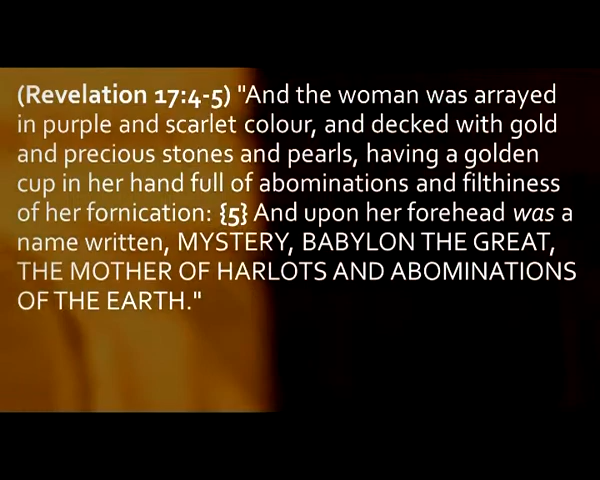 (Revelation 17:4-5) "And the woman was arrayed
in purple and scarlet colour, and decked with gold
and precious stones and pearls, having a golden
cup in her hand full of abominations and filthiness
of her fornication: {5} And upon her forehead was a
name written, MYSTERY, BABYLON THE GREAT,
THE MOTHER OF HARLOTS AND ABOMINATIONS
OF THE EARTH."